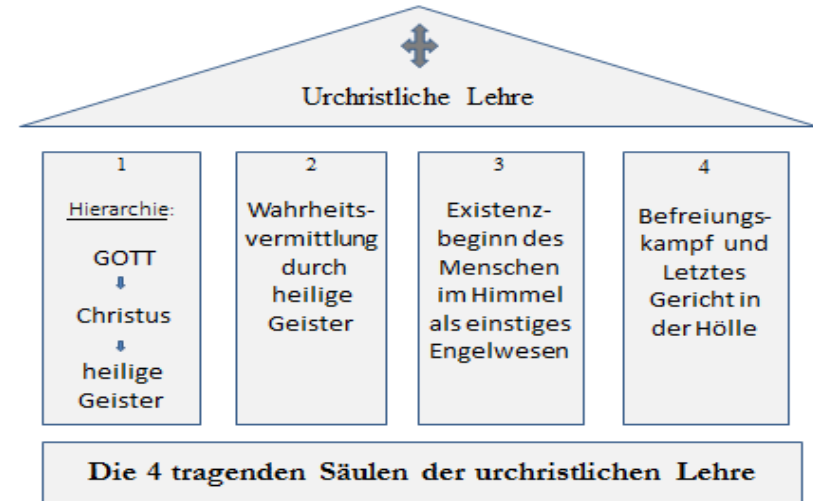 Urchristliche Lehre
1
Hierarchie:
GOTT
Christus
heilige
Geister
2
Wahrheits-
vermittlung
durch
heilige
Geister
3
Existenz-
beginn des
Menschen
im Himmel
als einstiges
Engelwesen
4
Befreiungs-
kampf und
Letztes
Gericht in
der Hölle
Die 4 tragenden Säulen der urchristlichen Lehre